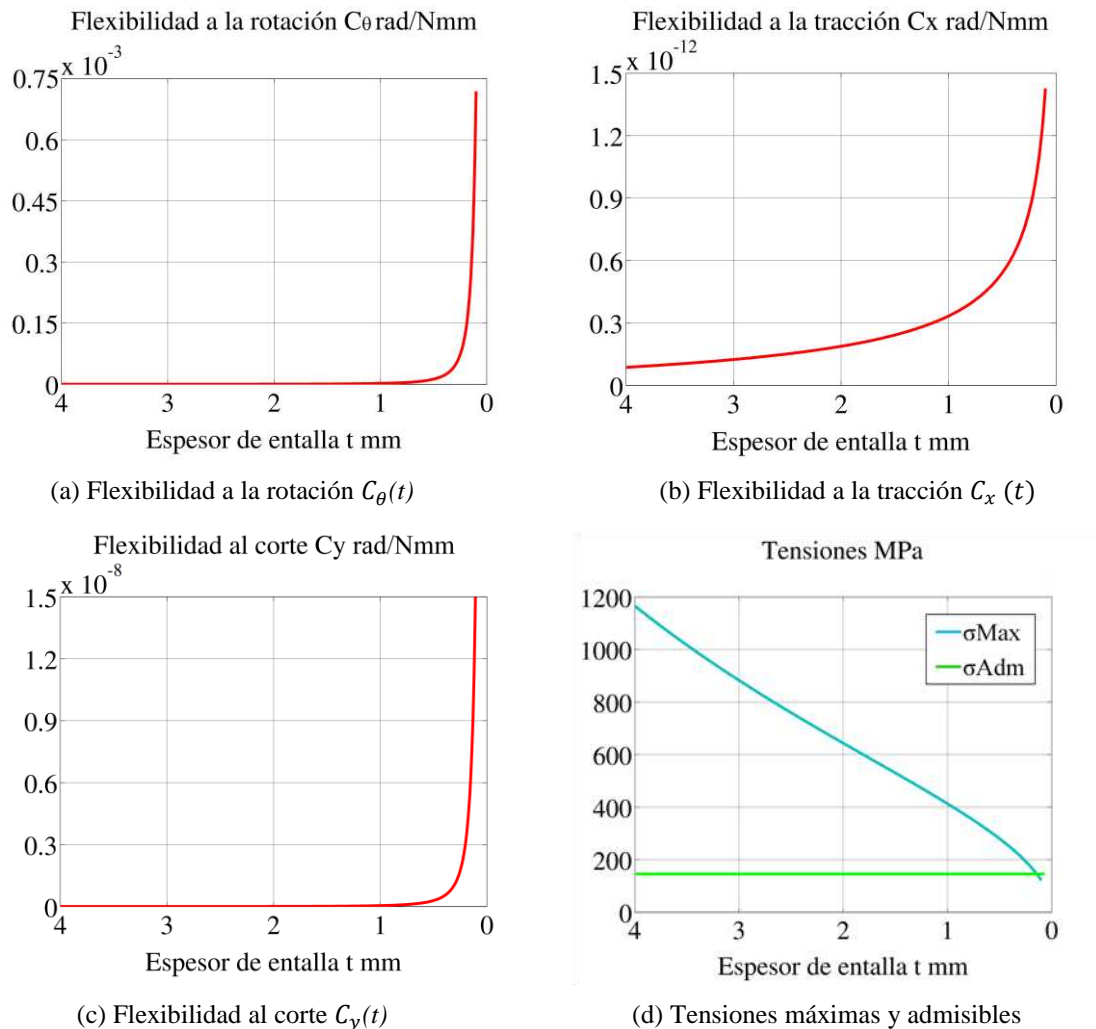 Flexibilidad a la rotación Cθ rad/Nmm
x 10⁻³
0.75
0.6
0.45
0.3
0.15
0
4 3 2 1 0
Espesor de entalla t mm
(a) Flexibilidad a la rotación C_θ(t)
Flexibilidad a la tracción Cx rad/Nmm
x 10⁻¹²
1.5
1.2
0.9
0.6
0.3
0
4 3 2 1 0
Espesor de entalla t mm
(b) Flexibilidad a la tracción C_x (t)
Flexibilidad al corte Cy rad/Nmm
x 10⁻⁸
1.5
1.2
0.9
0.6
0.3
0
4 3 2 1 0
Espesor de entalla t mm
(c) Flexibilidad al corte C_y(t)
Tensiones MPa
1200
1000
800
600
400
200
0
σMax
σAdm
4 3 2 1 0
Espesor de entalla t mm
(d) Tensiones máximas y admisibles